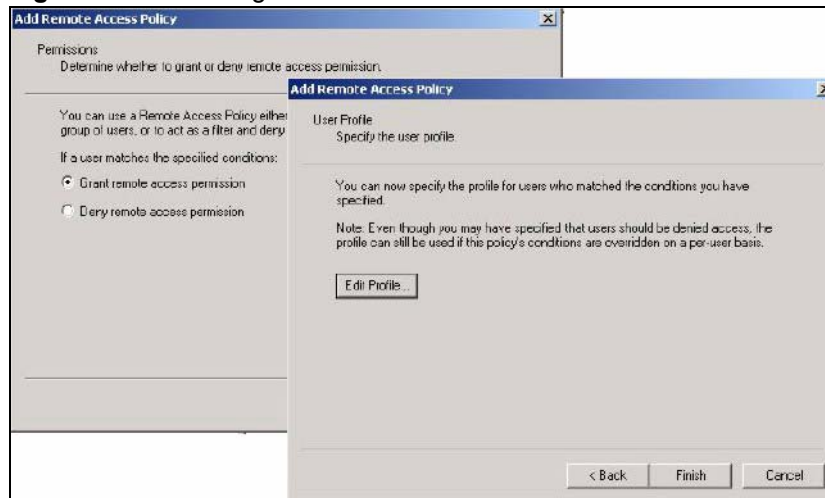 Add Remote Access Policy
Permissions
Determine whether to grant or deny remote access permission.
You can use a Remote Access Policy either
group of users, or to act as a filter and deny
If a user matches the specified conditions:
Grant remote access permission
Deny remote access permission
Add Remote Access Policy
User Profile
Specify the user profile.
You can now specify the profile for users who matched the conditions you have
specified.
Note: Even though you may have specified that users should be denied access, the
profile can still be used if this policy's conditions are overridden on a per-user basis.
Edit Profile...
< Back
Finish
Cancel